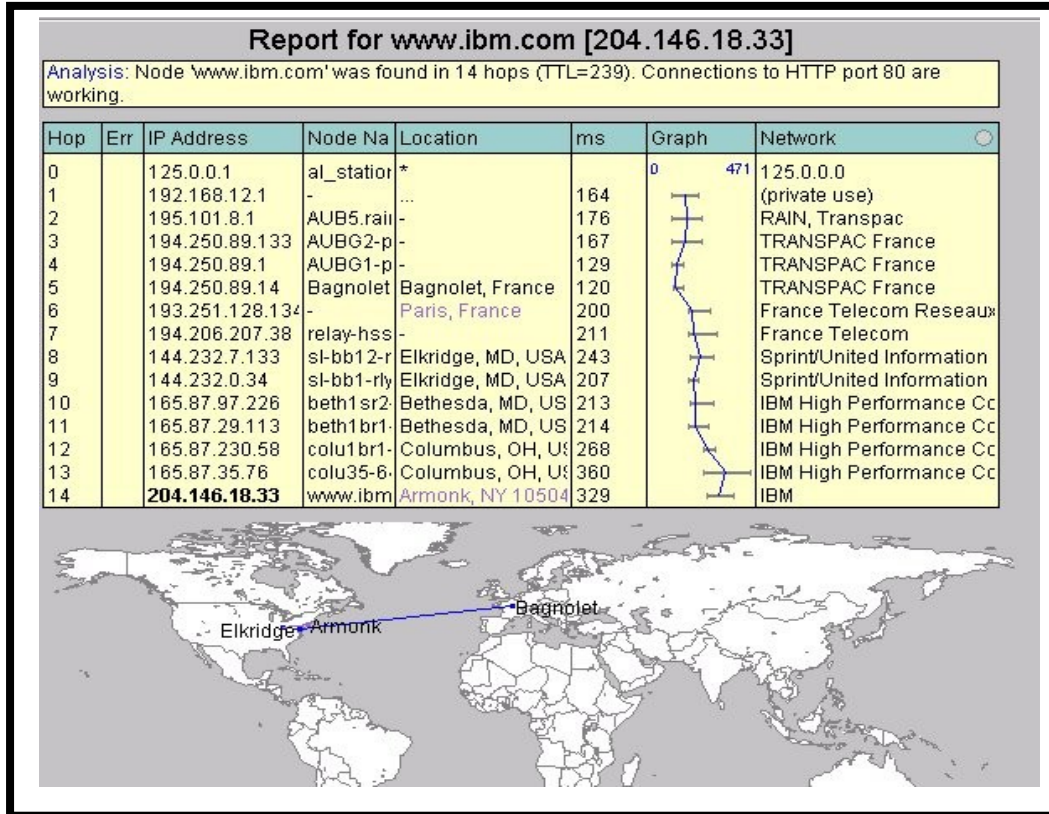 Report for www.ibm.com [204.146.18.33]
Analysis: Node 'www.ibm.com' was found in 14 hops (TTL=239). Connections to HTTP port 80 are
working.
Hop Err IP Address Node Na Location ms Graph Network
0 125.0.0.1 al_station * 0 471 125.0.0.0
1 192.168.12.1 - ... 164 (private use)
2 195.101.8.1 AUB5.rain - 176 RAIN, Transpac
3 194.250.89.133 AUBG2-p - 167 TRANSPAC France
4 194.250.89.1 AUBG1-p - 129 TRANSPAC France
5 194.250.89.14 Bagnolet Bagnolet, France 120 TRANSPAC France
6 193.251.128.134 - Paris, France 200 France Telecom Reseaux
7 194.206.207.38 relay-hss - 211 France Telecom
8 144.232.7.133 sl-bb12-r Elkridge, MD, USA 243 Sprint/United Information
9 144.232.0.34 sl-bb1-rly Elkridge, MD, USA 207 Sprint/United Information
10 165.87.97.226 beth1sr2- Bethesda, MD, US 213 IBM High Performance Cc
11 165.87.29.113 beth1br1- Bethesda, MD, US 214 IBM High Performance Cc
12 165.87.230.58 colu1br1- Columbus, OH, US 268 IBM High Performance Cc
13 165.87.35.76 colu35-6- Columbus, OH, US 360 IBM High Performance Cc
14 204.146.18.33 www.ibm Armonk, NY 10504 329 IBM
Bagnolet
Elkridge Armonk